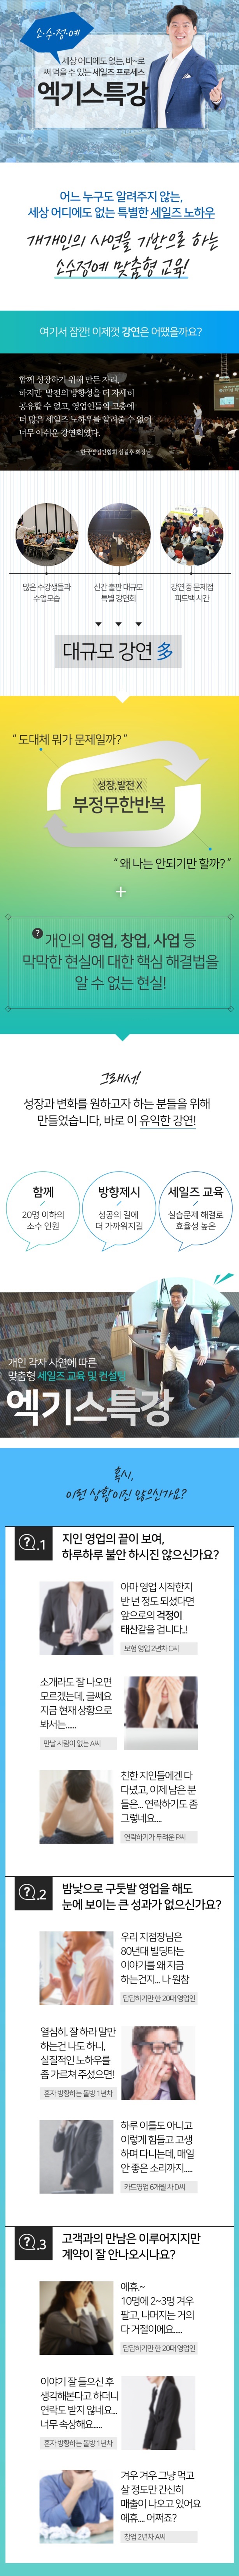 소·수·정·예
세상 어디에도 없는, 바~로
써 먹을 수 있는 세일즈 프로세스
엑기스특강
어느 누구도 알려주지 않는,
세상 어디에도 없는 특별한 세일즈 노하우
개개인의 사연을 기반으로 하는
소수정예 맞춤형 교육!
여기서 잠깐! 이제껏 강연은 어땠을까요?
함께 성장하기 위해 만든 자리,
하지만 발전의 방향성을 더 자세히
공유할 수 없고, 영업인들의 고충에
더 많은 세일즈 노하우를 알려줄 수 없어
너무 아쉬운 강연회였다.
- 한국영업인협회 심길후 회장님
많은 수강생들과
수업모습
신간 출판 대규모
특별 강연회
강연 중 문제점
피드백 시간
대규모 강연 多
“ 도대체 뭐가 문제일까? ”
성장,발전 X
부정무한반복
“ 왜 나는 안되기만 할까? ”
+
? 개인의 영업, 창업, 사업 등
막막한 현실에 대한 핵심 해결법을
알 수 없는 현실!
그래서!
성장과 변화를 원하고자 하는 분들을 위해
만들었습니다, 바로 이 유익한 강연!
함께
20명 이하의
소수 인원
방향제시
성공의 길에
더 가까워지길
세일즈 교육
실습문제 해결로
효율성 높은
개인 각자 사연에 따른
맞춤형 세일즈 교육 및 컨설팅
엑기스특강
혹시,
이런 상황이진 않으신가요?
?.1
지인 영업의 끝이 보여,
하루하루 불안 하시진 않으신가요?
아마 영업 시작한지
반 년 정도 되셨다면
앞으로의 걱정이
태산같을 겁니다..!
보험 영업 2년차 C씨
소개라도 잘 나오면
모르겠는데, 글쎄요
지금 현재 상황으로
봐서는.....
만날 사람이 없는 A씨
친한 지인들에겐 다
다녔고, 이제 남은 분
들은... 연락하기도 좀
그렇네요....
연락하기가 두려운 P씨
?.2
밤낮으로 구둣발 영업을 해도
눈에 보이는 큰 성과가 없으신가요?
우리 지점장님은
80년대 빌딩타는
이야기를 왜 지금
하는건지... 나 원참
답답하기만 한 20대 영업인
열심히. 잘 하라 말만
하는건 나도 하니,
실질적인 노하우를
좀 가르쳐 주셨으면!
혼자 방황하는 돌방 1년차
하루 이틀도 아니고
이렇게 힘들고 고생
하며 다니는데, 매일
안 좋은 소리까지.....
카드영업 6개월 차 D씨
?.3
고객과의 만남은 이루어지지만
계약이 잘 안나오시나요?
에휴.~
10명에 2~3명 겨우
팔고, 나머지는 거의
다 거절이에요.....
답답하기만 한 20대 영업인
이야기 잘 들으신 후
생각해본다고 하더니
연락도 받지 않네요...
너무 속상해요.....
혼자 방황하는 돌방 1년차
겨우 겨우 그냥 먹고
살 정도만 간신히
매출이 나오고 있어요
에휴.... 어쩌죠?
창업 2년차 A씨